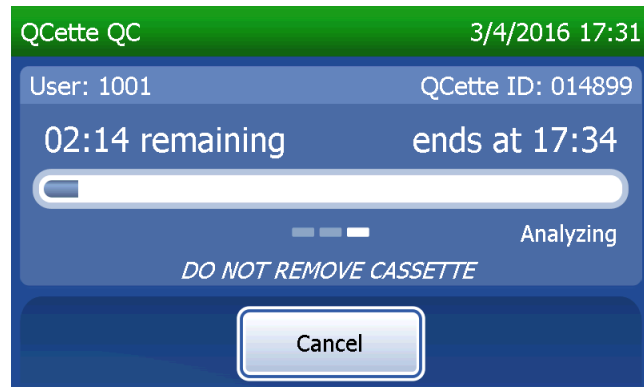 QCette QC 3/4/2016 17:31
User: 1001 QCette ID: 014899
02:14 remaining ends at 17:34
Analyzing
DO NOT REMOVE CASSETTE
Cancel